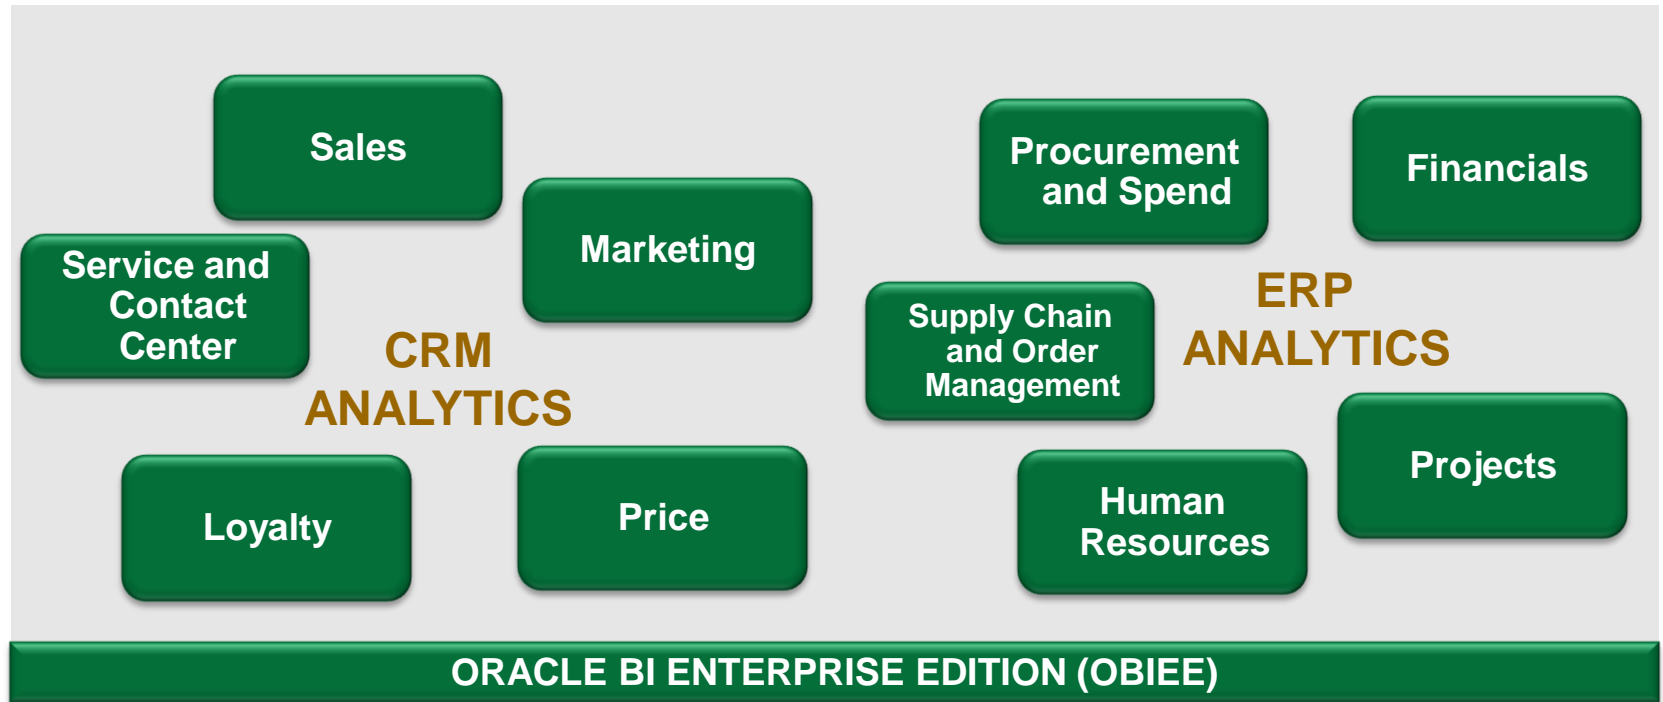 Sales
Marketing
Service and
Contact
Center
CRM
ANALYTICS
Loyalty
Price
Procurement
and Spend
Financials
Supply Chain
and Order
Management
ERP
ANALYTICS
Human
Resources
Projects
ORACLE BI ENTERPRISE EDITION (OBIEE)